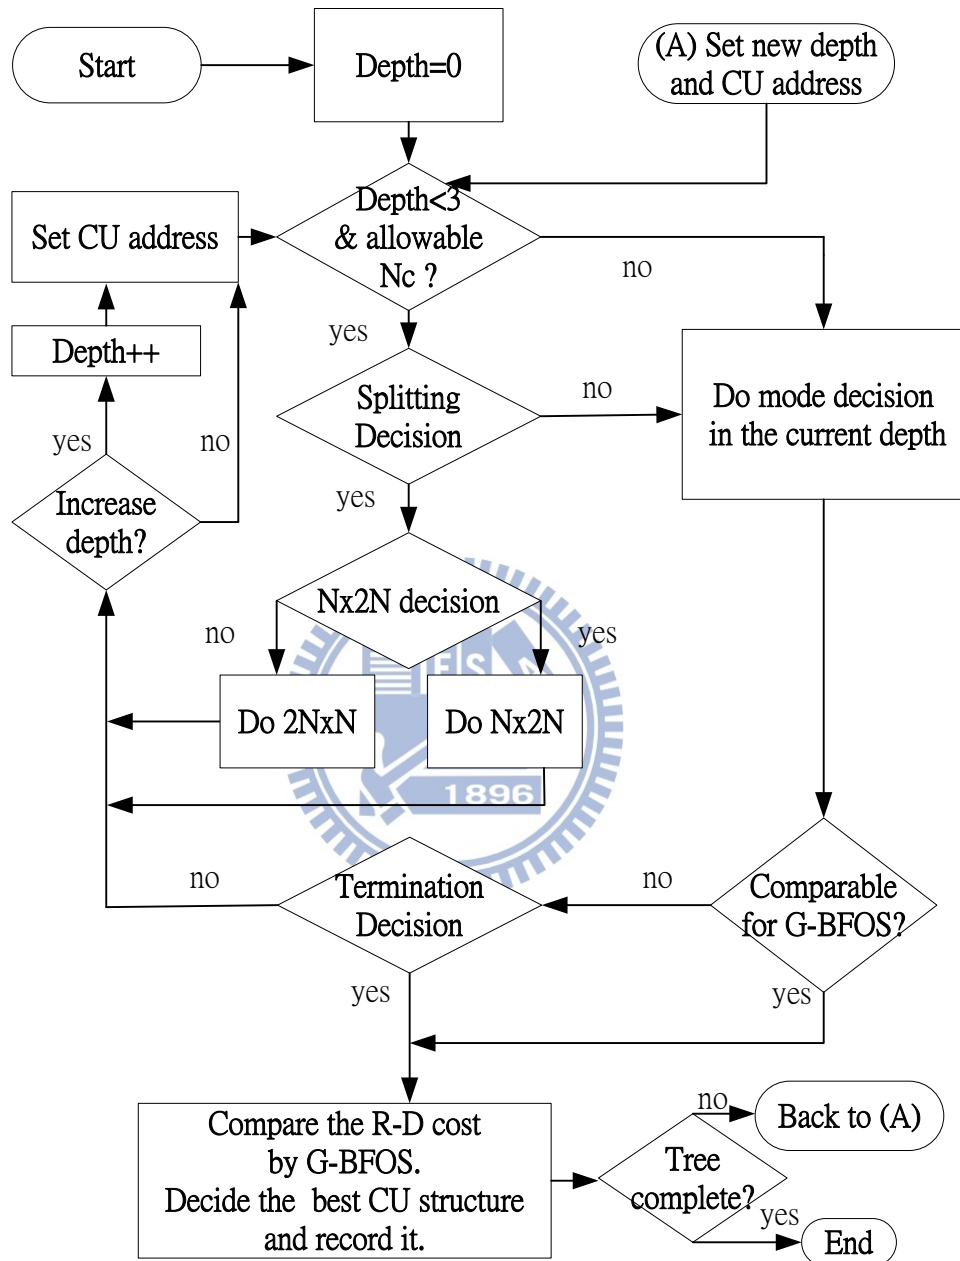 Start
Depth=0
(A) Set new depth
and CU address
Set CU address
Depth<3
& allowable
Nc ?
no
yes
Depth++
Splitting
Decision
no
Do mode decision
in the current depth
yes
no
yes
Increase
depth?
Nx2N decision
no
yes
E S
Do 2NxN
Do Nx2N
1896
no
Termination
Decision
no
Comparable
for G-BFOS?
yes
yes
Compare the R-D cost
by G-BFOS.
Decide the best CU structure
and record it.
no
Back to (A)
Tree
complete?
yes
End